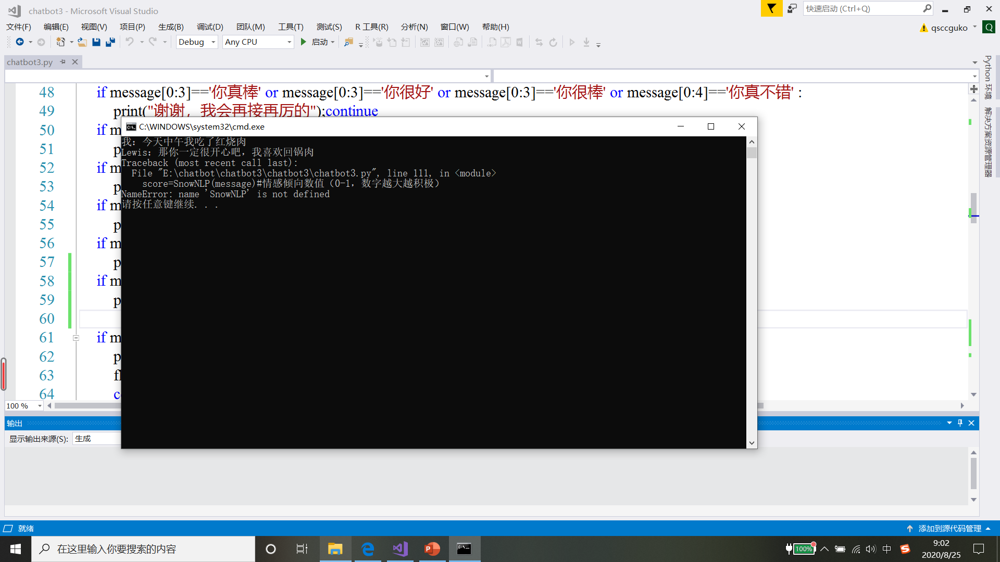 chatbot3 - Microsoft Visual Studio
快速启动 (Ctrl+Q)
文件(F) 编辑(E) 视图(V) 项目(P) 生成(B) 调试(D) 团队(M) 工具(T) 测试(S) R 工具(R) 分析(N) 窗口(W) 帮助(H)
qsccguko Q
Debug Any CPU 启动
chatbot3.py
48 if message[0:3]=='你真棒' or message[0:3]=='你很好' or message[0:3]=='你很棒' or message[0:4]=='你真不错' :
49 print("谢谢，我会再接再厉的");continue
50 if m
51 p
52 if m
53 p
54 if m
55 p
56 if m
57 p
58 if m
59 p
60
61 if m
62 p
63 fl
64 c
C:\WINDOWS\system32\cmd.exe
我：今天中午我吃了红烧肉
Lewis：那你一定很开心吧，我喜欢回锅肉
Traceback (most recent call last):
File "E:\chatbot\chatbot3\chatbot3\chatbot3.py", line 111, in <module>
score=SnowNLP(message)#情感倾向数值（0-1，数字越大越积极）
NameError: name 'SnowNLP' is not defined
请按任意键继续. . .
Python 环境
解决方案资源管理器
100 %
输出
显示输出来源(S): 生成
就绪
添加到源代码管理
在这里输入你要搜索的内容
100%
中
9:02
2020/8/25